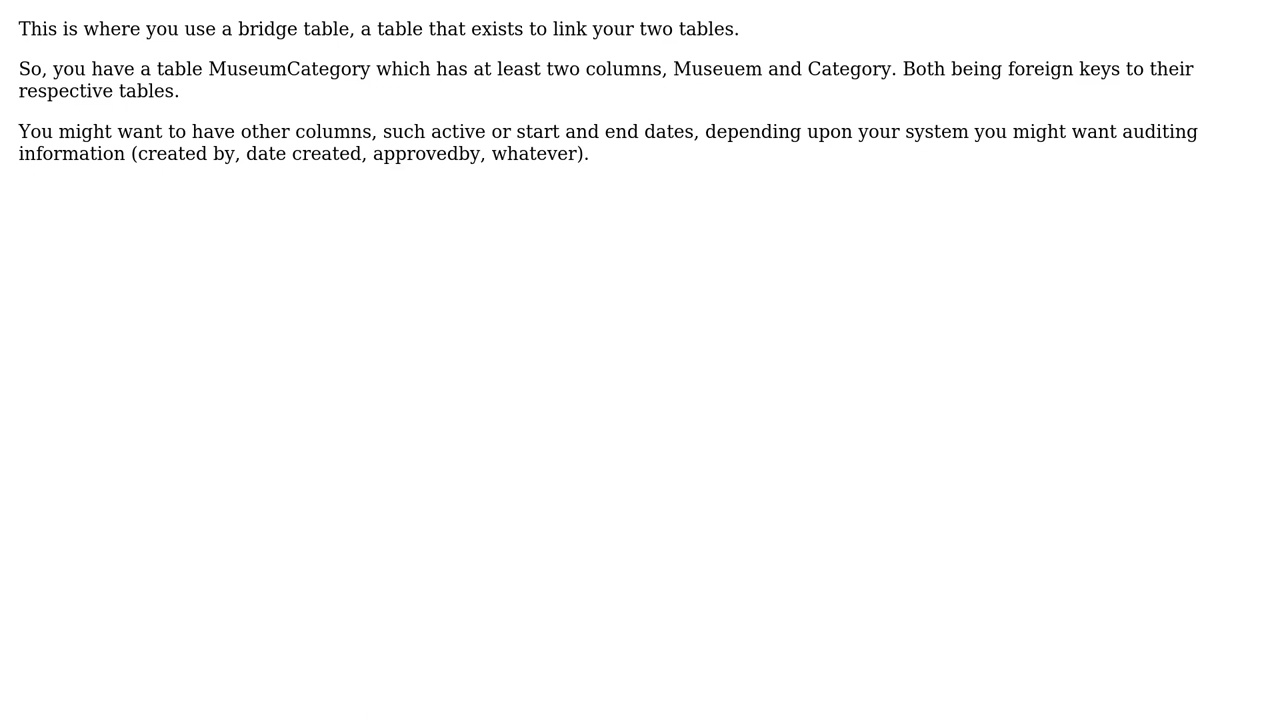 This is where you use a bridge table, a table that exists to link your two tables.
So, you have a table MuseumCategory which has at least two columns, Museuem and Category. Both being foreign keys to their
respective tables.
You might want to have other columns, such active or start and end dates, depending upon your system you might want auditing
information (created by, date created, approvedby, whatever).